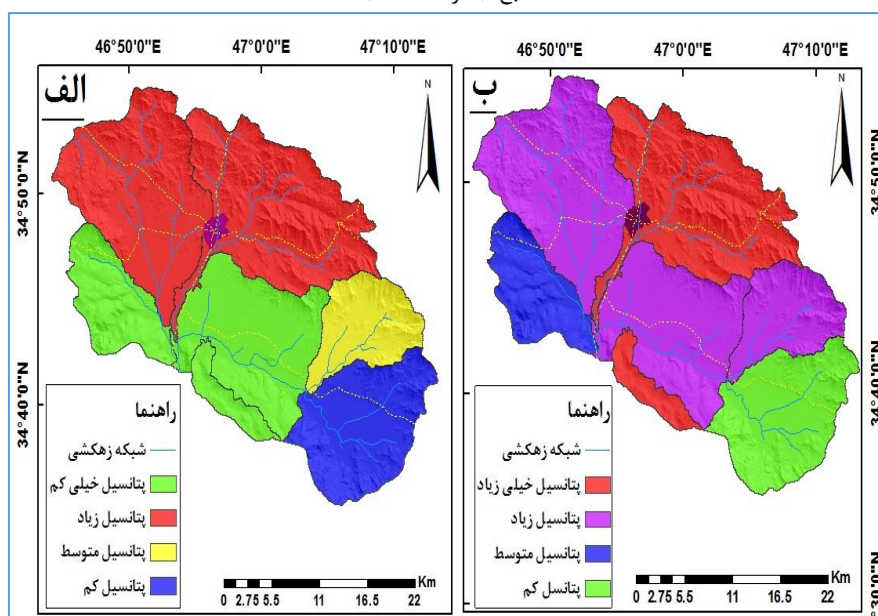 46°50'0"E
47°0'0"E
47°10'0"E
الف
N
34°50'0"N
34°40'0"N
راهنما
شبکه زهکشی
پتانسیل خیلی کم
پتانسیل زیاد
پتانسیل متوسط
پتانسیل کم
Km
0 2.75 5.5 11 16.5 22
46°50'0"E
47°0'0"E
47°10'0"E
ب
N
34°50'0"N
34°40'0"N
راهنما
شبکه زهکشی
پتانسیل خیلی زیاد
پتانسیل زیاد
پتانسیل متوسط
پتانسل کم
Km
0 2.75 5.5 11 16.5 22